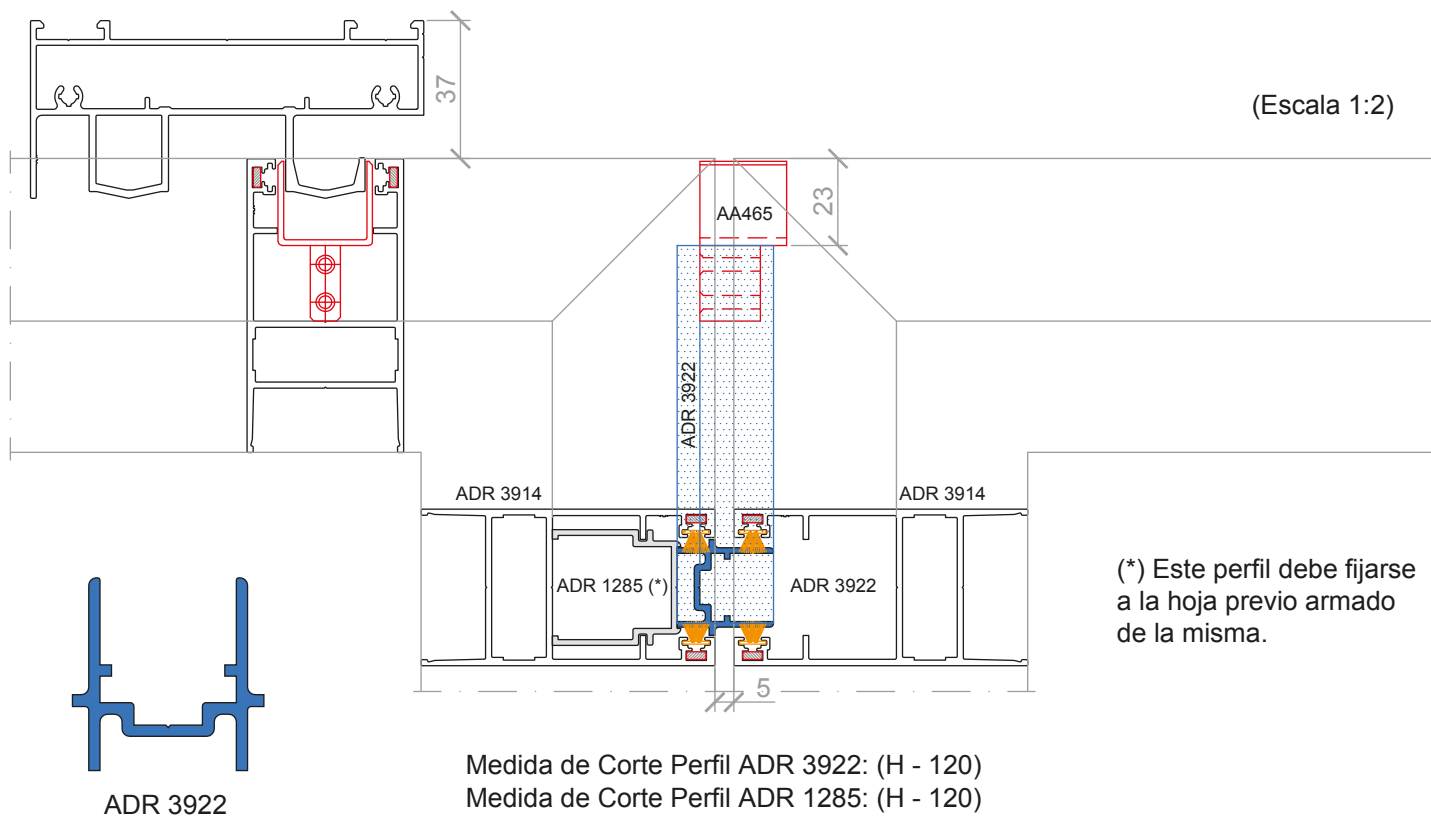 37
(Escala 1:2)
AA465
23
ADR 3922
ADR 3914
ADR 3914
ADR 1285 (*)
ADR 3922
(*) Este perfil debe fijarse
a la hoja previo armado
de la misma.
5
Medida de Corte Perfil ADR 3922: (H - 120)
Medida de Corte Perfil ADR 1285: (H - 120)
ADR 3922